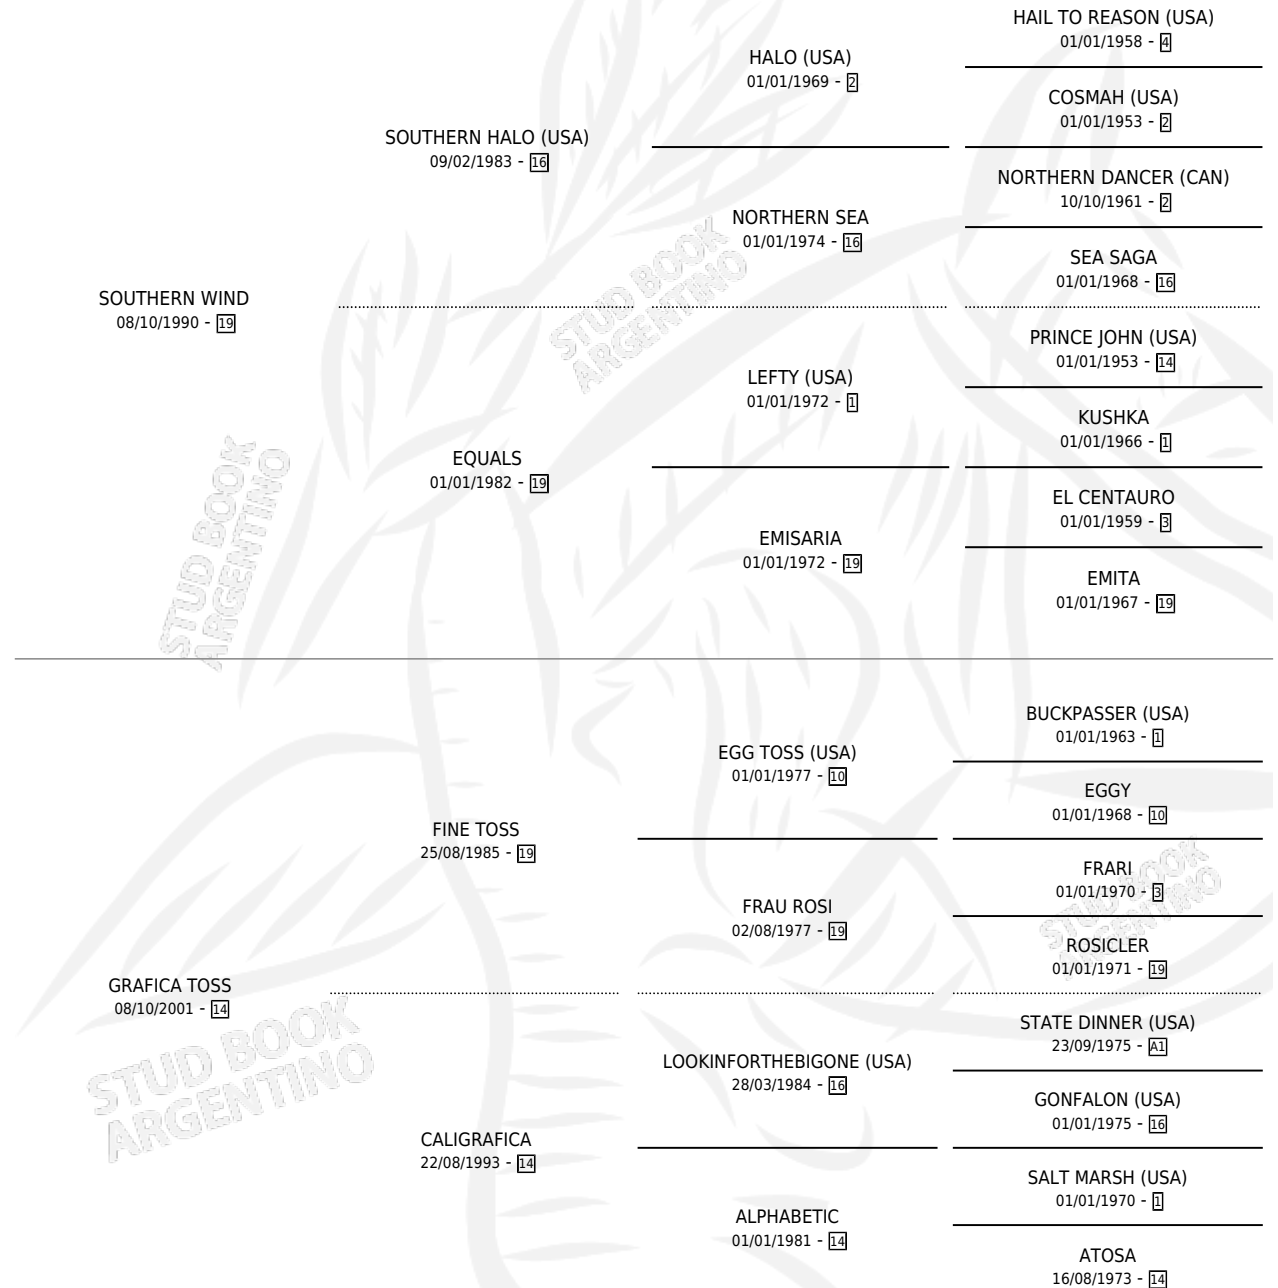 HAIL TO REASON (USA)
01/01/1958 - 4
HALO (USA)
01/01/1969 - 2
COSMAH (USA)
01/01/1953 - 2
SOUTHERN HALO (USA)
09/02/1983 - 16
NORTHERN DANCER (CAN)
10/10/1961 - 2
NORTHERN SEA
01/01/1974 - 16
SEA SAGA
01/01/1968 - 16
STUD BOOK
ARGENTINO
SOUTHERN WIND
08/10/1990 - 19
PRINCE JOHN (USA)
01/01/1953 - 14
LEFTY (USA)
01/01/1972 - 1
KUSHKA
01/01/1966 - 1
EQUALS
01/01/1982 - 19
EL CENTAURO
01/01/1959 - 3
EMISARIA
01/01/1972 - 19
EMITA
01/01/1967 - 19
STUD BOOK
ARGENTINO
BUCKPASSER (USA)
01/01/1963 - 1
EGG TOSS (USA)
01/01/1977 - 10
EGGY
01/01/1968 - 10
FINE TOSS
25/08/1985 - 19
FRARI
01/01/1970 - 3
FRAU ROSI
02/08/1977 - 19
ROSICLER
01/01/1971 - 19
STUD BOOK
ARGENTINO
GRAFICA TOSS
08/10/2001 - 14
STATE DINNER (USA)
23/09/1975 - A1
LOOKINFORTHEBIGONE (USA)
28/03/1984 - 16
GONFALON (USA)
01/01/1975 - 16
STUD BOOK
ARGENTINO
CALIGRAFICA
22/08/1993 - 14
SALT MARSH (USA)
01/01/1970 - 1
ALPHABETIC
01/01/1981 - 14
ATOSA
16/08/1973 - 14